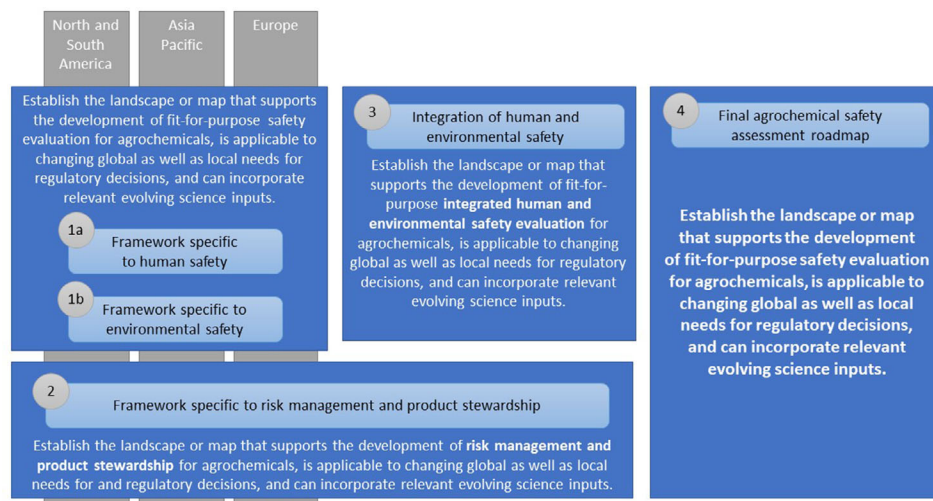 North and
South
America
Asia
Pacific
Europe
Establish the landscape or map that supports
the development of fit-for-purpose safety
evaluation for agrochemicals, is applicable to
changing global as well as local needs for
regulatory decisions, and can incorporate
relevant evolving science inputs.
1a
Framework specific
to human safety
1b
Framework specific to
environmental safety
2
Framework specific to risk management and product stewardship
Establish the landscape or map that supports the development of risk management and
product stewardship for agrochemicals, is applicable to changing global as well as local
needs for and regulatory decisions, and can incorporate relevant evolving science inputs.
3
Integration of human and
environmental safety
Establish the landscape or map that
supports the development of fit-for-
purpose integrated human and
environmental safety evaluation for
agrochemicals, is applicable to changing
global as well as local needs for regulatory
decisions, and can incorporate relevant
evolving science inputs.
4
Final agrochemical safety
assessment roadmap
Establish the landscape or map
that supports the development
of fit-for-purpose safety evaluation
for agrochemicals, is applicable to
changing global as well as local
needs for regulatory decisions,
and can incorporate relevant
evolving science inputs.